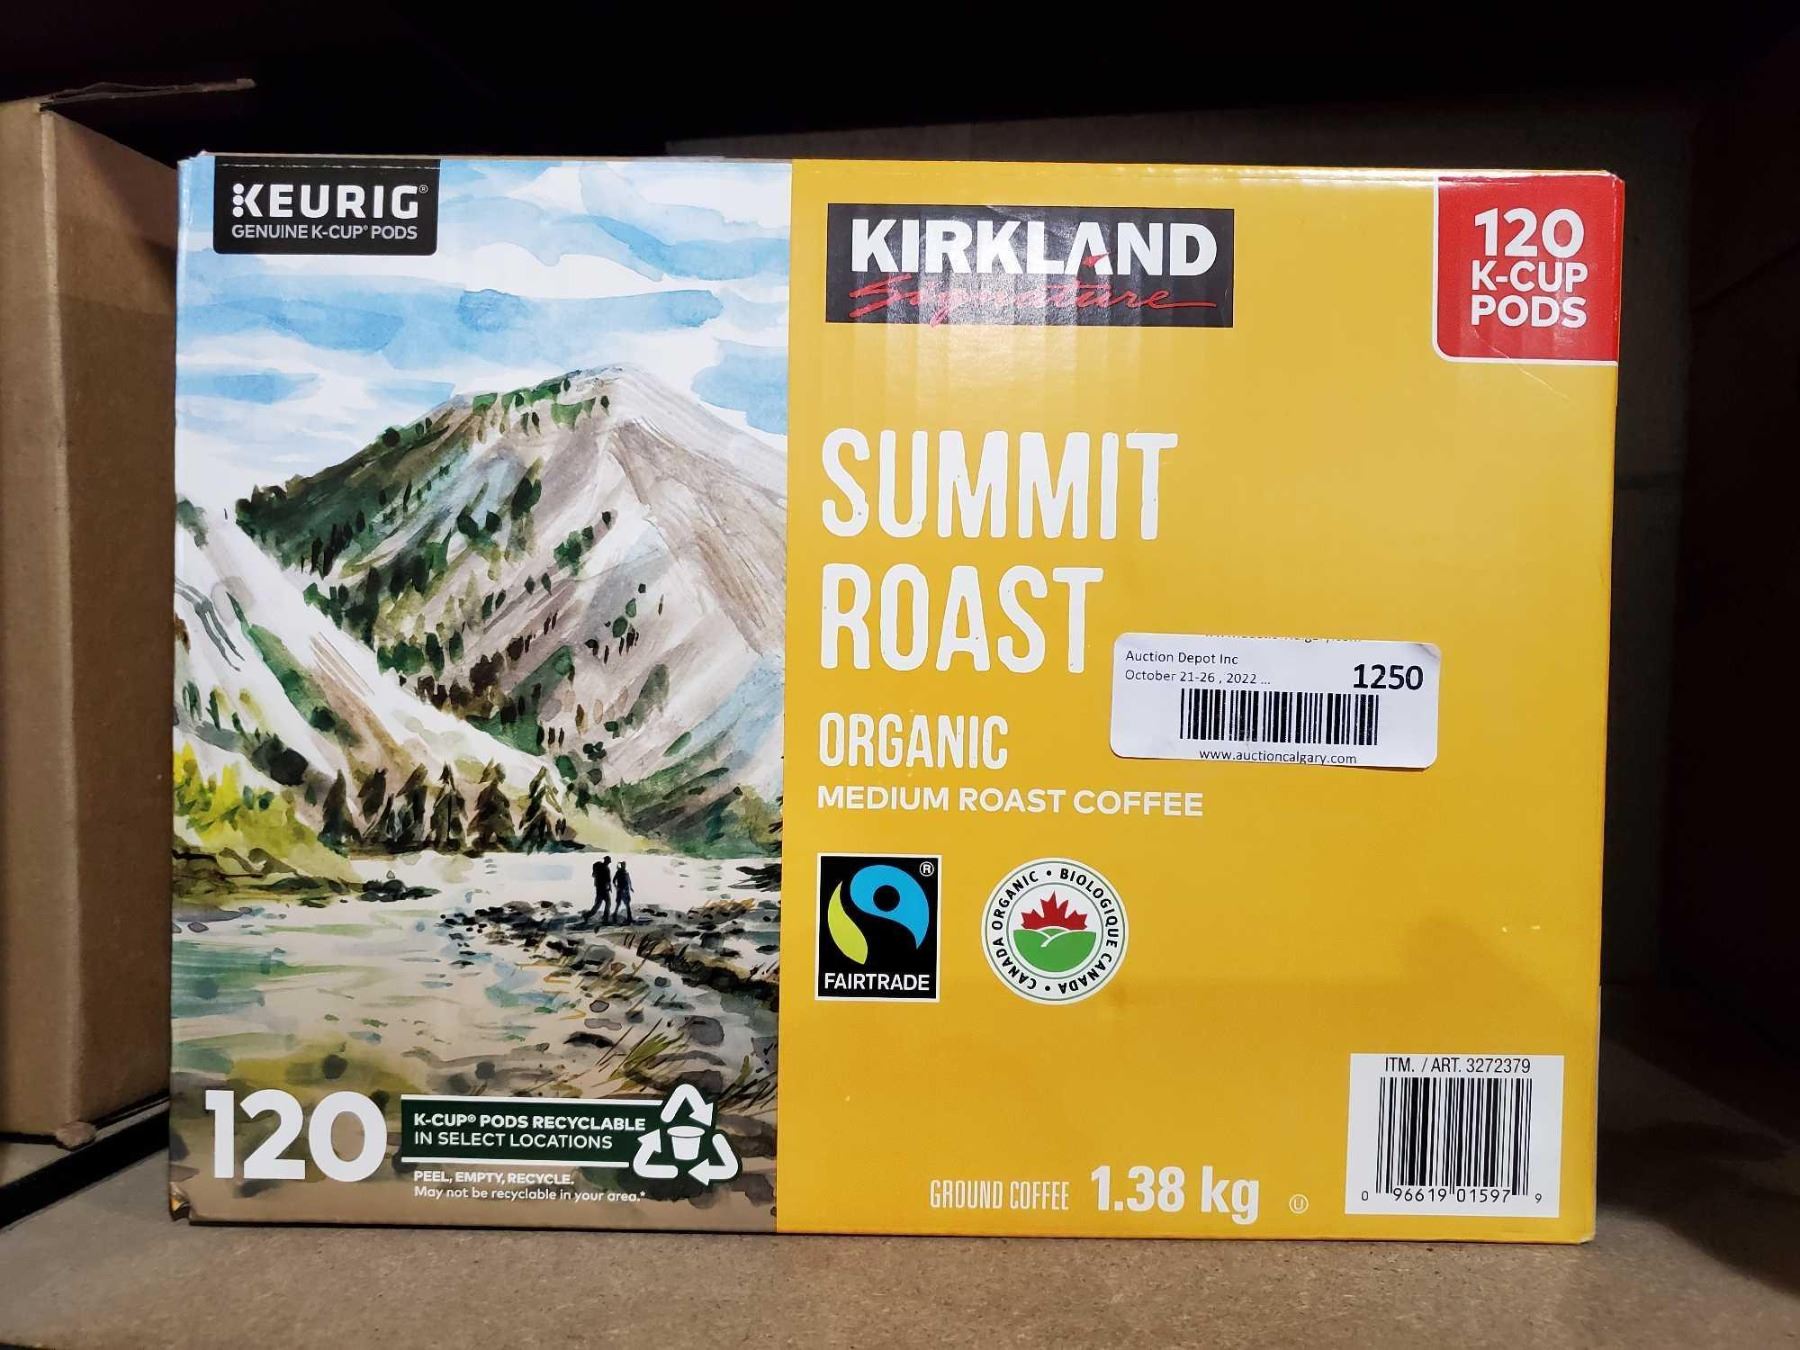 KEURIG®
GENUINE K-CUP® PODS
KIRKLAND
Signature
120
K-CUP
PODS
SUMMIT
ROAST
ORGANIC
MEDIUM ROAST COFFEE
Auction Depot Inc
October 21-26 , 2022 ...
1250
www.auctioncalgary.com
FAIRTRADE
®
CANADA ORGANIC • BIOLOGIQUE CANADA •
120
K-CUP® PODS RECYCLABLE
IN SELECT LOCATIONS
PEEL, EMPTY, RECYCLE.
May not be recyclable in your area.*
GROUND COFFEE 1.38 kg
U
ITM. / ART. 3272379
0 96619 01597 9